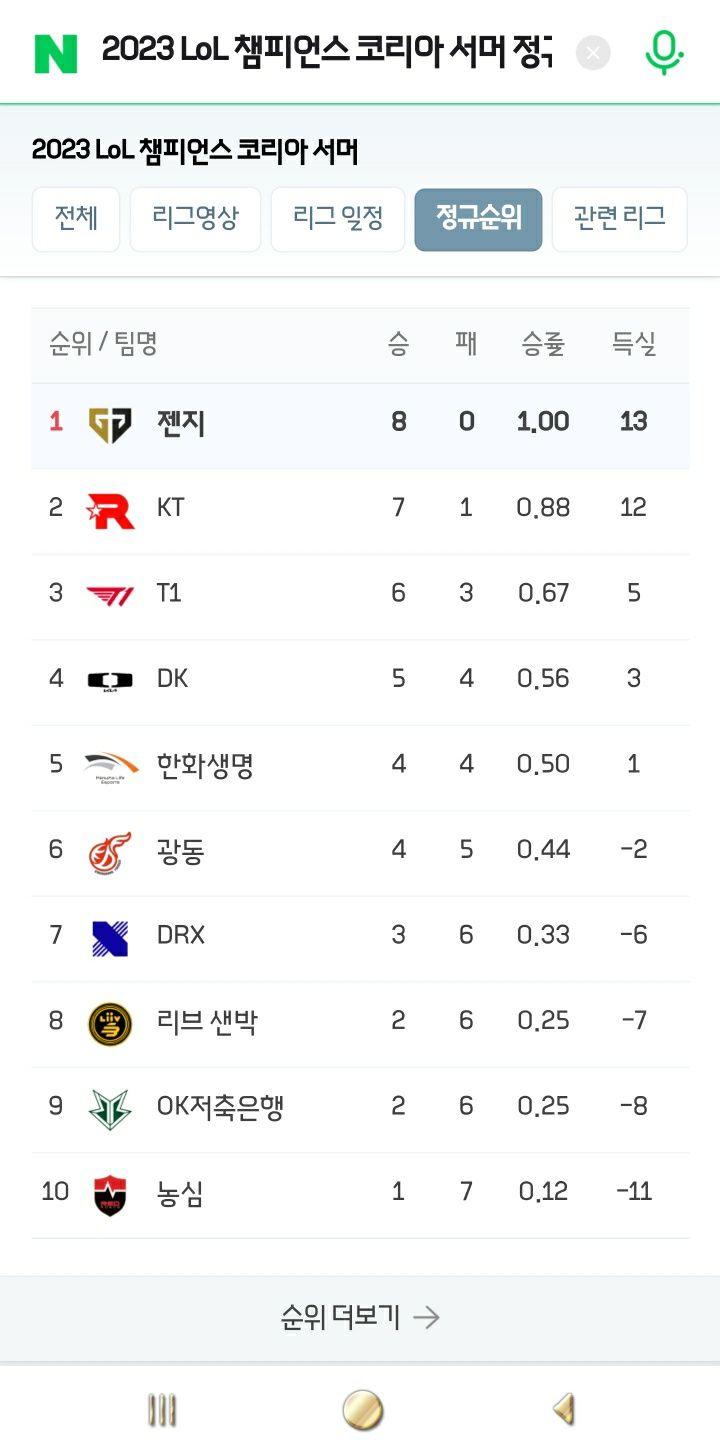 N 2023 LoL 챔피언스 코리아 서머 정규
2023 LoL 챔피언스 코리아 서머
전체 리그영상 리그 일정 정규순위 관련 리그
순위 / 팀명 승 패 승률 득실
1 젠지 8 0 1.00 13
2 KT 7 1 0.88 12
3 T1 6 3 0.67 5
4 DK 5 4 0.56 3
5 한화생명 4 4 0.50 1
6 광동 4 5 0.44 -2
7 DRX 3 6 0.33 -6
8 Liiv 리브 샌박 2 6 0.25 -7
9 OK저축은행 2 6 0.25 -8
10 농심 1 7 0.12 -11
순위 더보기